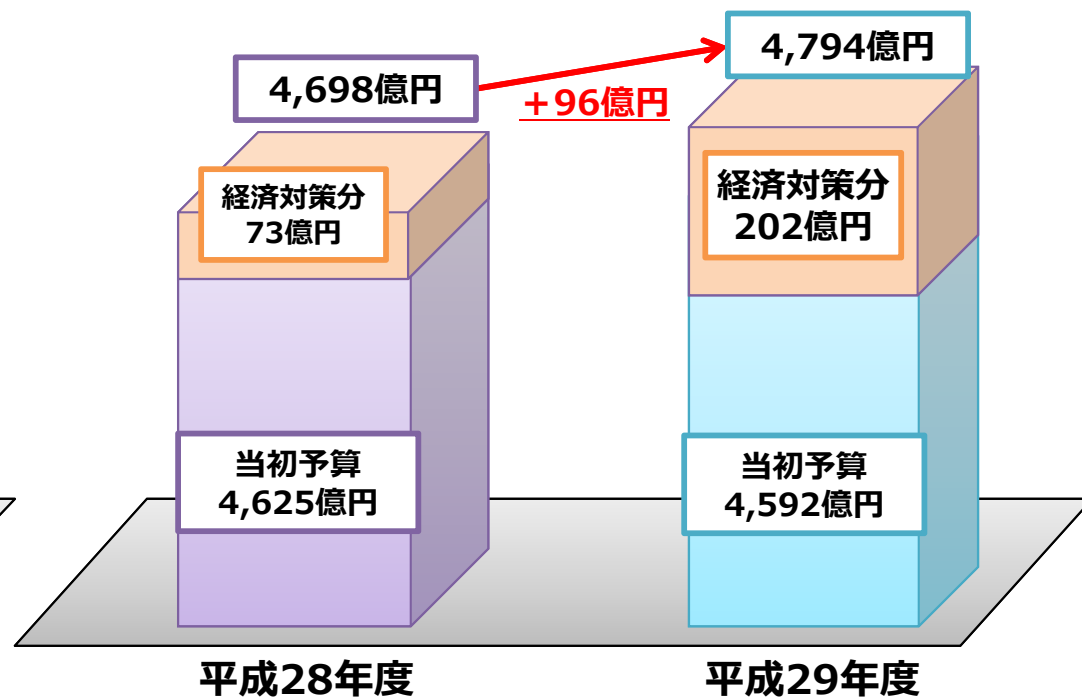 4,698億円
+96億円
4,794億円
経済対策分
73億円
経済対策分
202億円
当初予算
4,625億円
当初予算
4,592億円
平成28年度
平成29年度